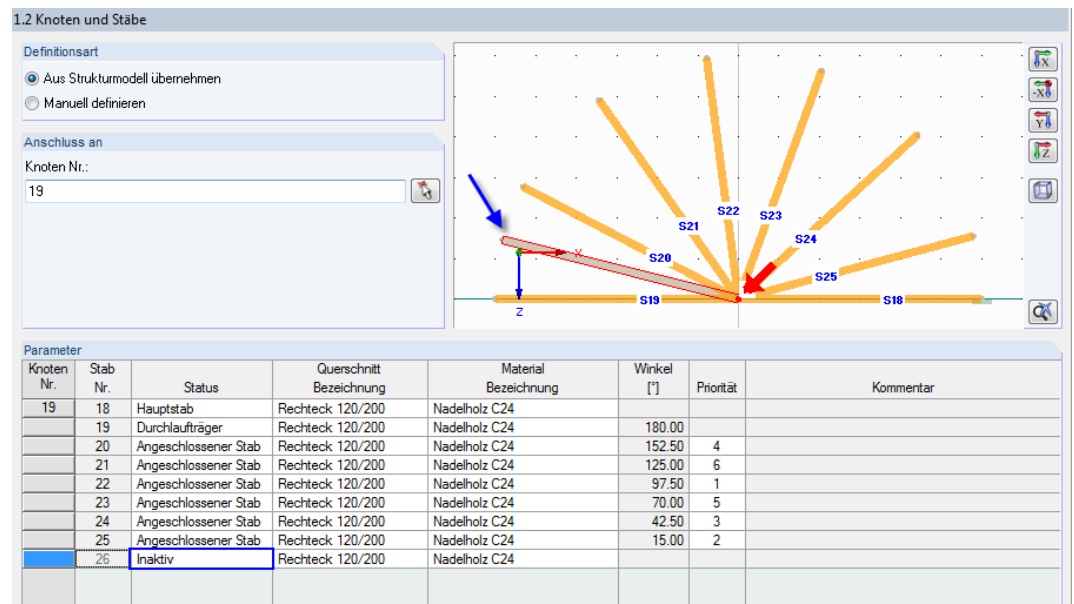 1.2 Knoten und Stäbe
Definitionsart
Aus Strukturmodell übernehmen
Manuell definieren
Anschluss an
Knoten Nr.:
19
S22
S23
S21
S24
S20
S25
X
S19
S18
Z
X
-X
Y
Z
Parameter
Knoten Nr. Stab Nr. Status Querschnitt Bezeichnung Material Bezeichnung Winkel [°] Priorität Kommentar
19 18 Hauptstab Rechteck 120/200 Nadelholz C24
19 Durchlaufträger Rechteck 120/200 Nadelholz C24 180.00
20 Angeschlossener Stab Rechteck 120/200 Nadelholz C24 152.50 4
21 Angeschlossener Stab Rechteck 120/200 Nadelholz C24 125.00 6
22 Angeschlossener Stab Rechteck 120/200 Nadelholz C24 97.50 1
23 Angeschlossener Stab Rechteck 120/200 Nadelholz C24 70.00 5
24 Angeschlossener Stab Rechteck 120/200 Nadelholz C24 42.50 3
25 Angeschlossener Stab Rechteck 120/200 Nadelholz C24 15.00 2
26 Inaktiv Rechteck 120/200 Nadelholz C24